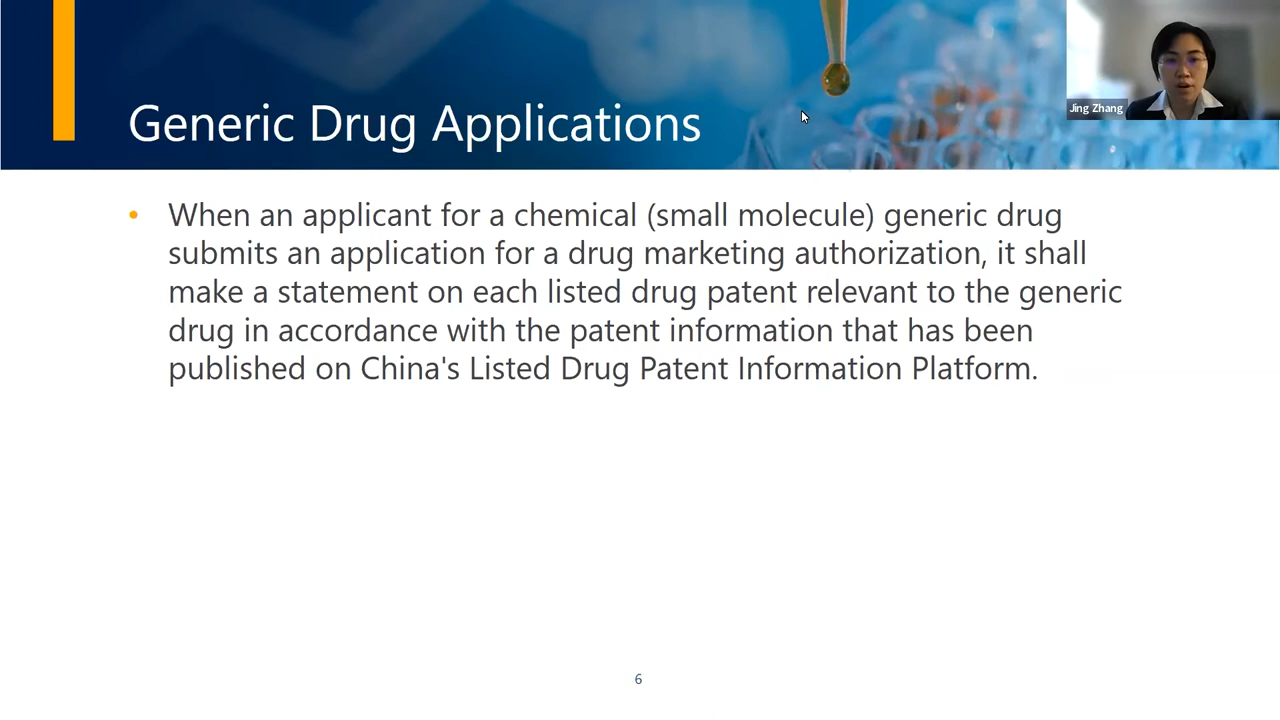 Jing Zhang
Generic Drug Applications
• When an applicant for a chemical (small molecule) generic drug
submits an application for a drug marketing authorization, it shall
make a statement on each listed drug patent relevant to the generic
drug in accordance with the patent information that has been
published on China's Listed Drug Patent Information Platform.
6